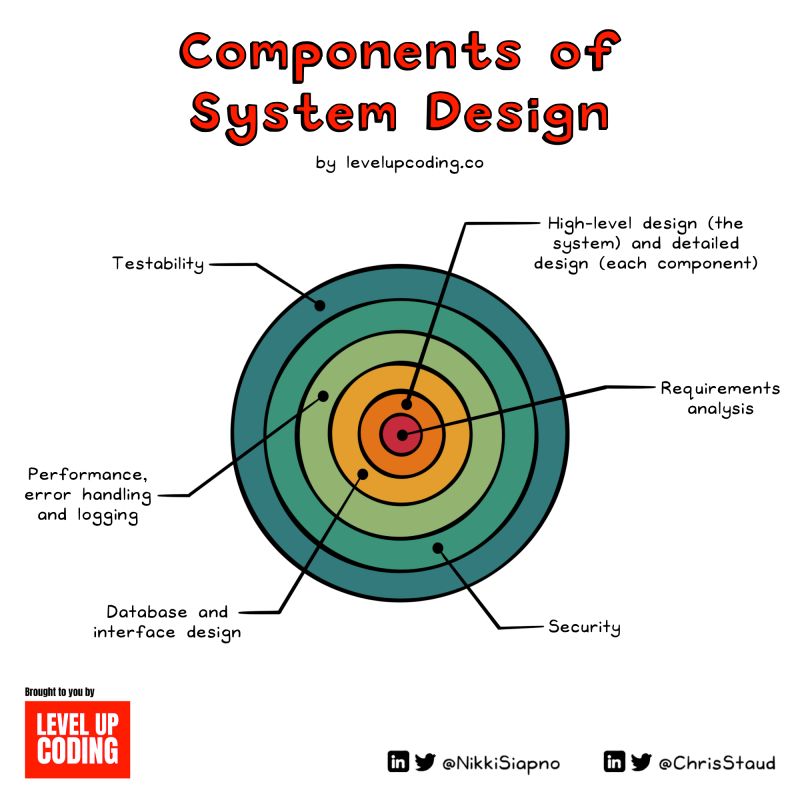 Components of
System Design
by levelupcoding.co
High-level design (the
system) and detailed
design (each component)
Testability
Requirements
analysis
Performance,
error handling
and logging
Database and
interface design
Security
Brought to you by
LEVEL UP
CODING
in @NikkiSiapno
in @ChrisStaud